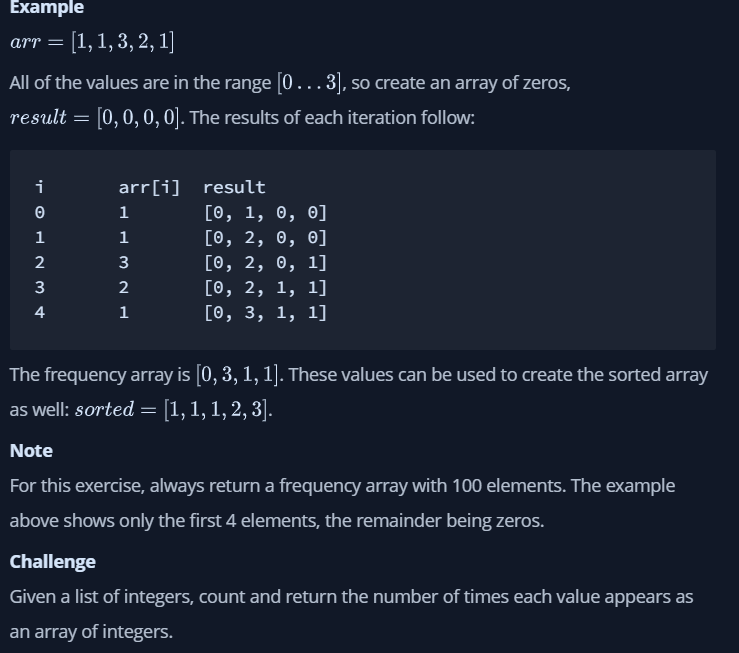 Example
arr = [1, 1, 3, 2, 1]
All of the values are in the range [0 . . . 3], so create an array of zeros,
result = [0, 0, 0, 0]. The results of each iteration follow:
i arr[i] result
0 1 [0, 1, 0, 0]
1 1 [0, 2, 0, 0]
2 3 [0, 2, 0, 1]
3 2 [0, 2, 1, 1]
4 1 [0, 3, 1, 1]
The frequency array is [0, 3, 1, 1]. These values can be used to create the sorted array
as well: sorted = [1, 1, 1, 2, 3].
Note
For this exercise, always return a frequency array with 100 elements. The example
above shows only the first 4 elements, the remainder being zeros.
Challenge
Given a list of integers, count and return the number of times each value appears as
an array of integers.